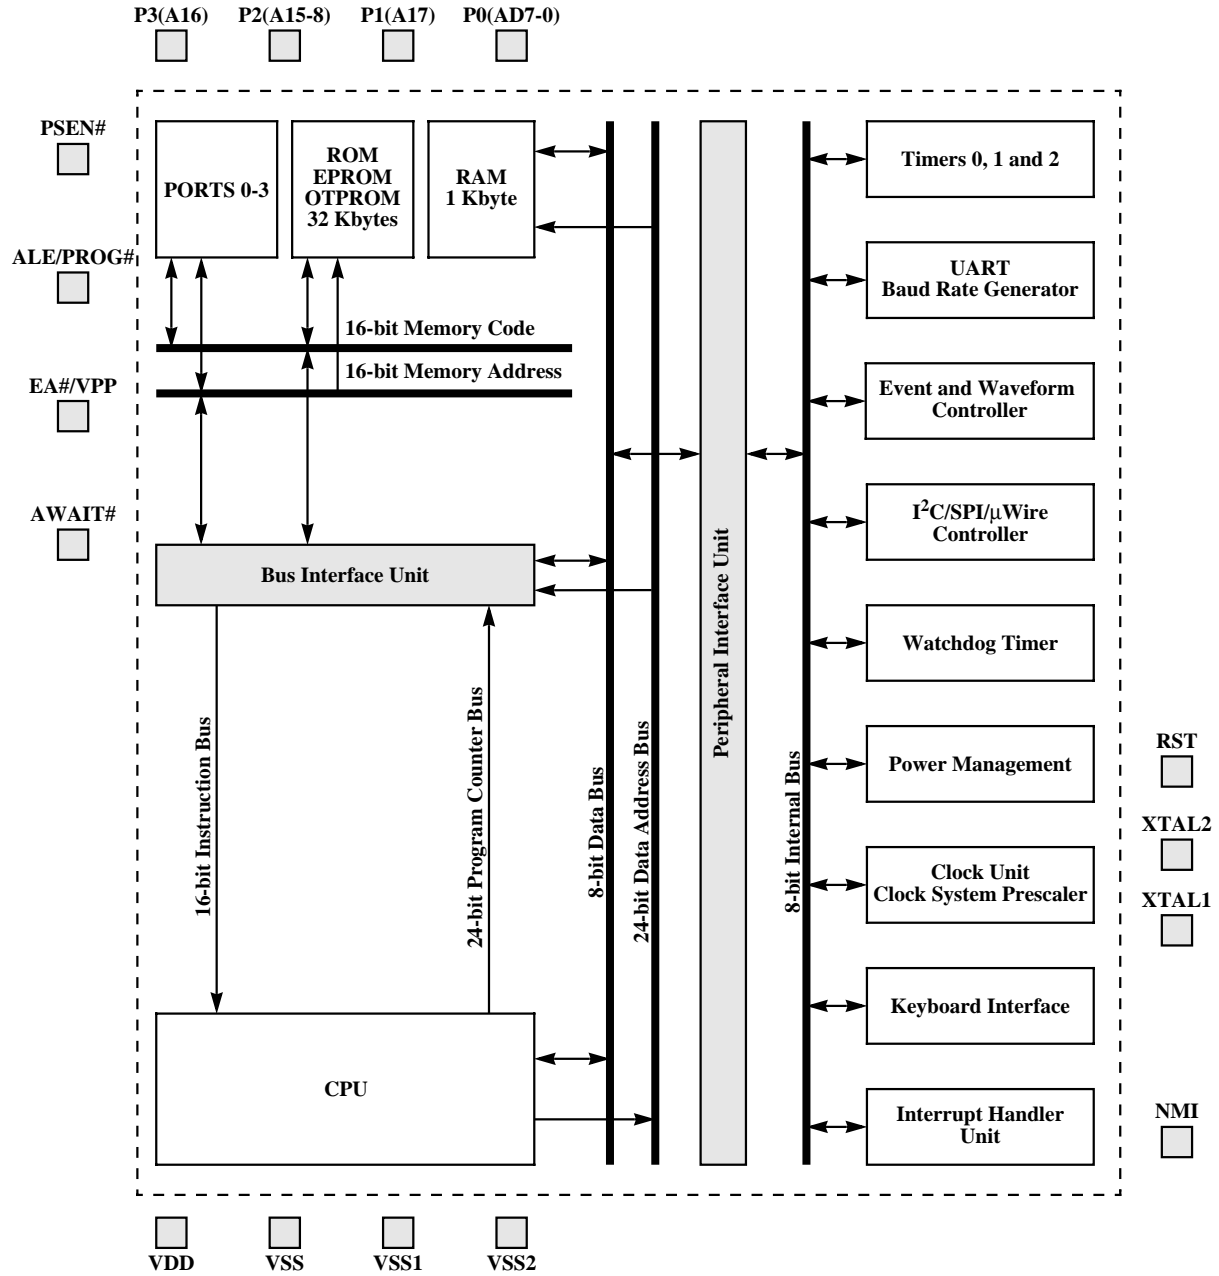 P3(A16) P2(A15-8) P1(A17) P0(AD7-0)
PSEN#
ALE/PROG#
EA#/VPP
AWAIT#
PORTS 0-3
ROM
EPROM
OTPROM
32 Kbytes
RAM
1 Kbyte
16-bit Memory Code
16-bit Memory Address
Bus Interface Unit
16-bit Instruction Bus
24-bit Program Counter Bus
8-bit Data Bus
24-bit Data Address Bus
Peripheral Interface Unit
8-bit Internal Bus
CPU
Timers 0, 1 and 2
UART
Baud Rate Generator
Event and Waveform
Controller
I²C/SPI/μWire
Controller
Watchdog Timer
Power Management
Clock Unit
Clock System Prescaler
Keyboard Interface
Interrupt Handler
Unit
RST
XTAL2
XTAL1
NMI
VDD VSS VSS1 VSS2